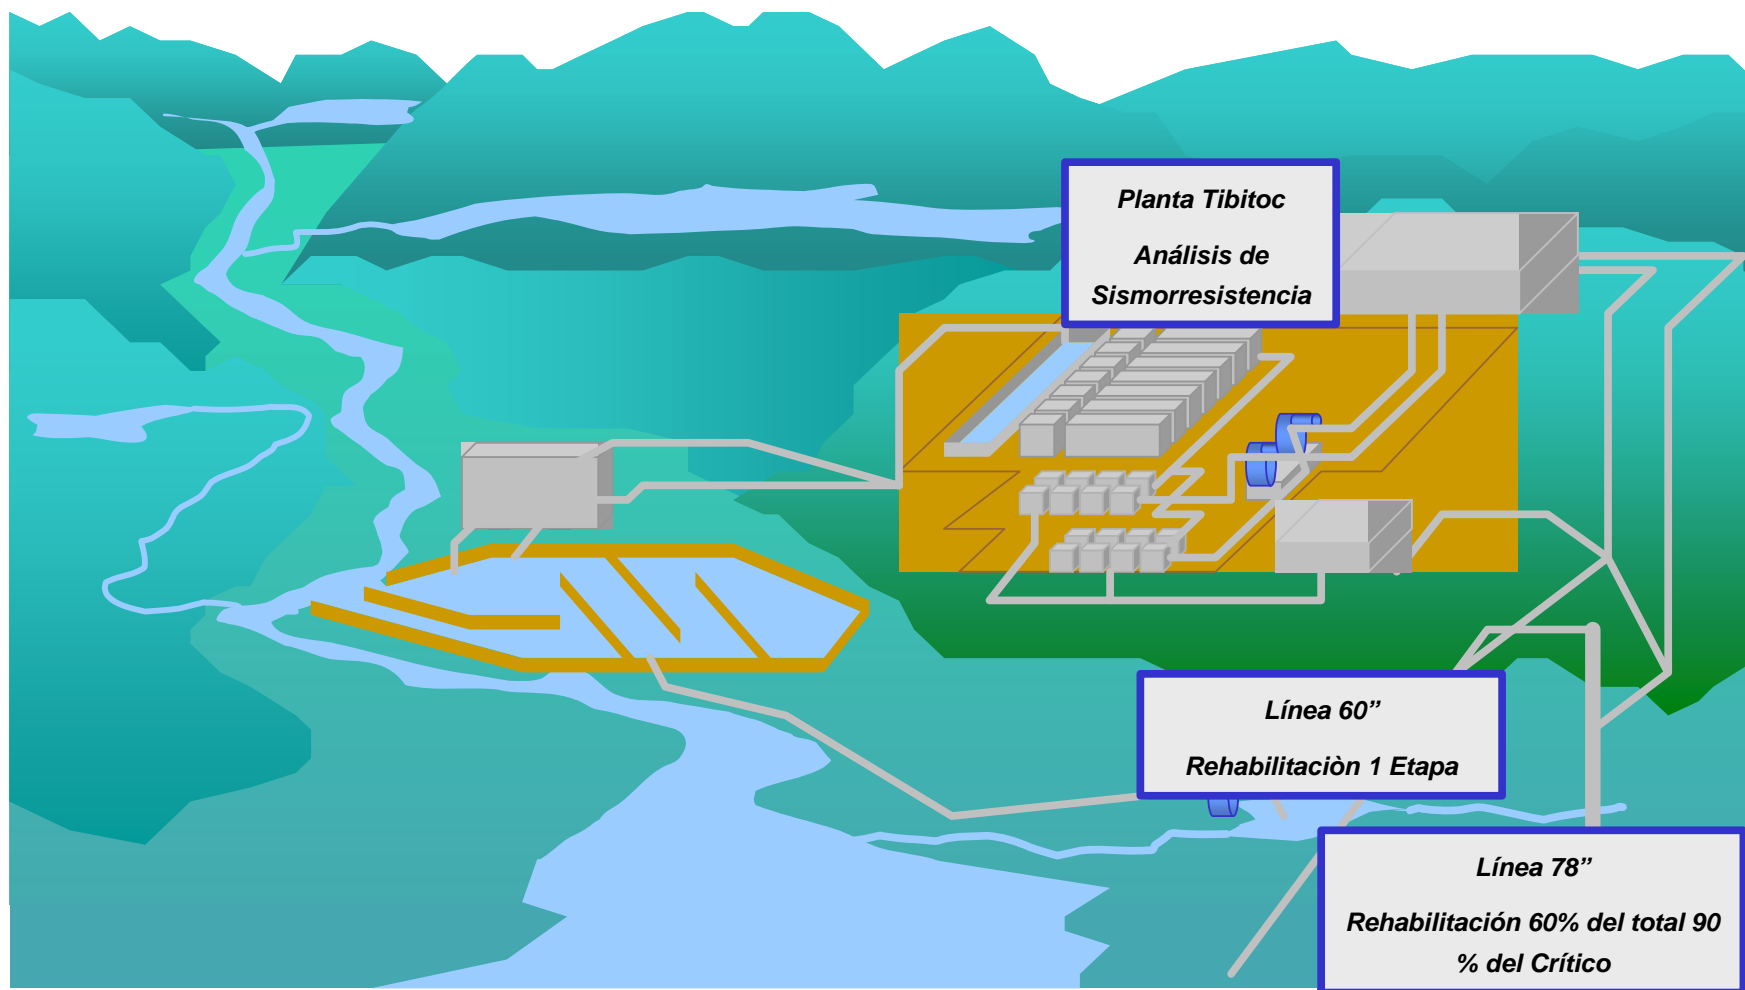 Planta Tibitoc
Análisis de
Sismorresistencia
Línea 60”
Rehabilitaciòn 1 Etapa
Línea 78”
Rehabilitación 60% del total 90
% del Crítico